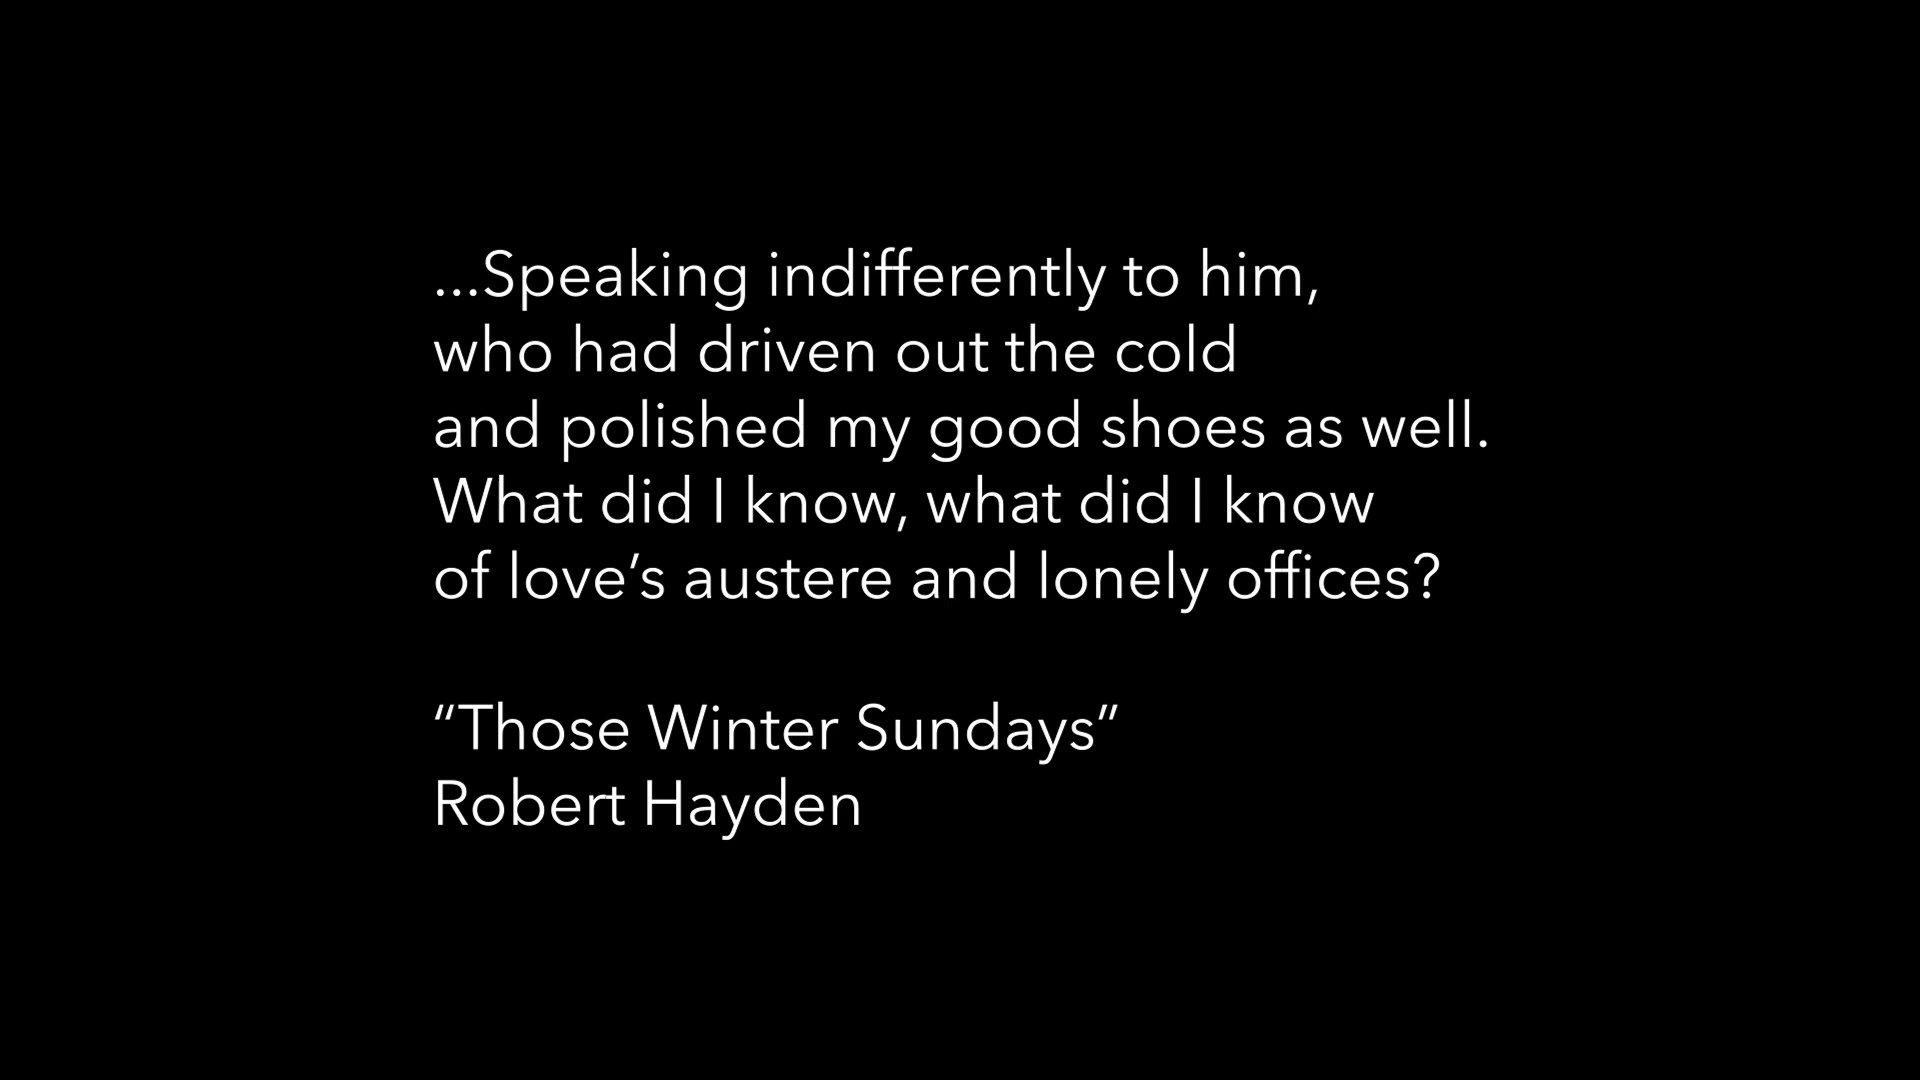 ...Speaking indifferently to him,
who had driven out the cold
and polished my good shoes as well.
What did I know, what did I know
of love’s austere and lonely offices?
“Those Winter Sundays”
Robert Hayden